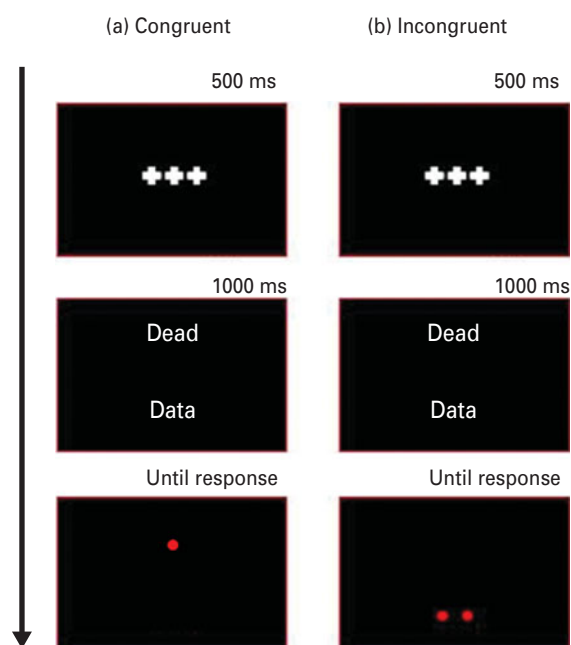 (a) Congruent (b) Incongruent
500 ms 500 ms
1000 ms 1000 ms
Dead Dead
Data Data
Until response Until response